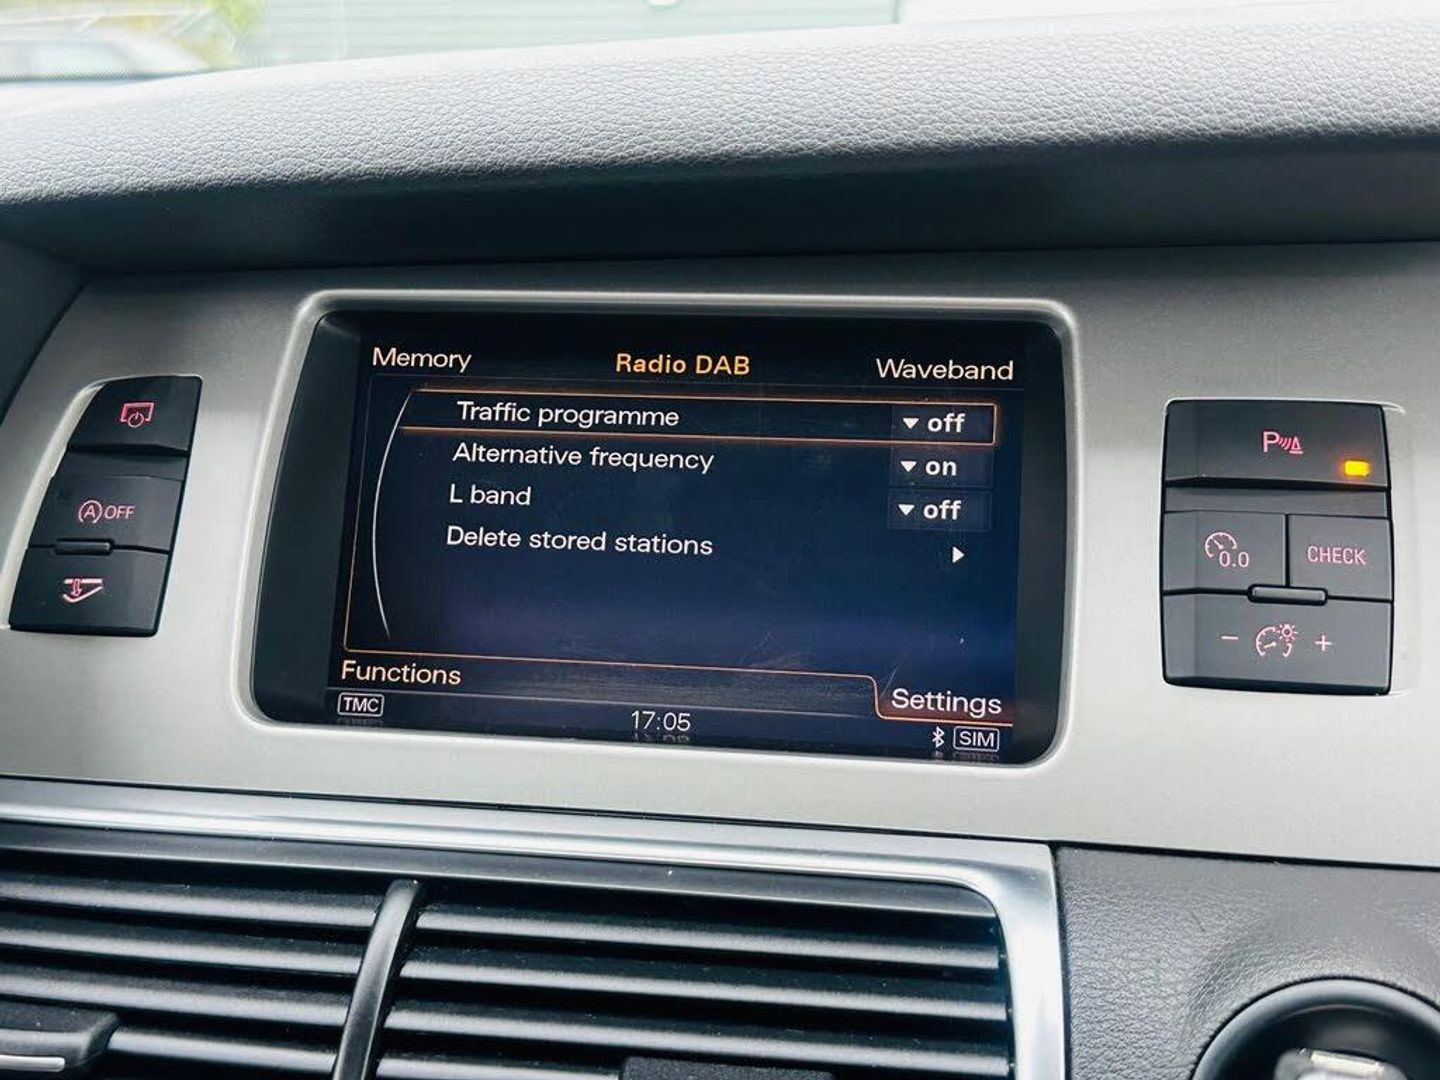 Memory Radio DAB Waveband
Traffic programme off
Alternative frequency on
L band off
Delete stored stations
Functions Settings
TMC 17:05 SIM
A OFF
P
0.0 CHECK
- +